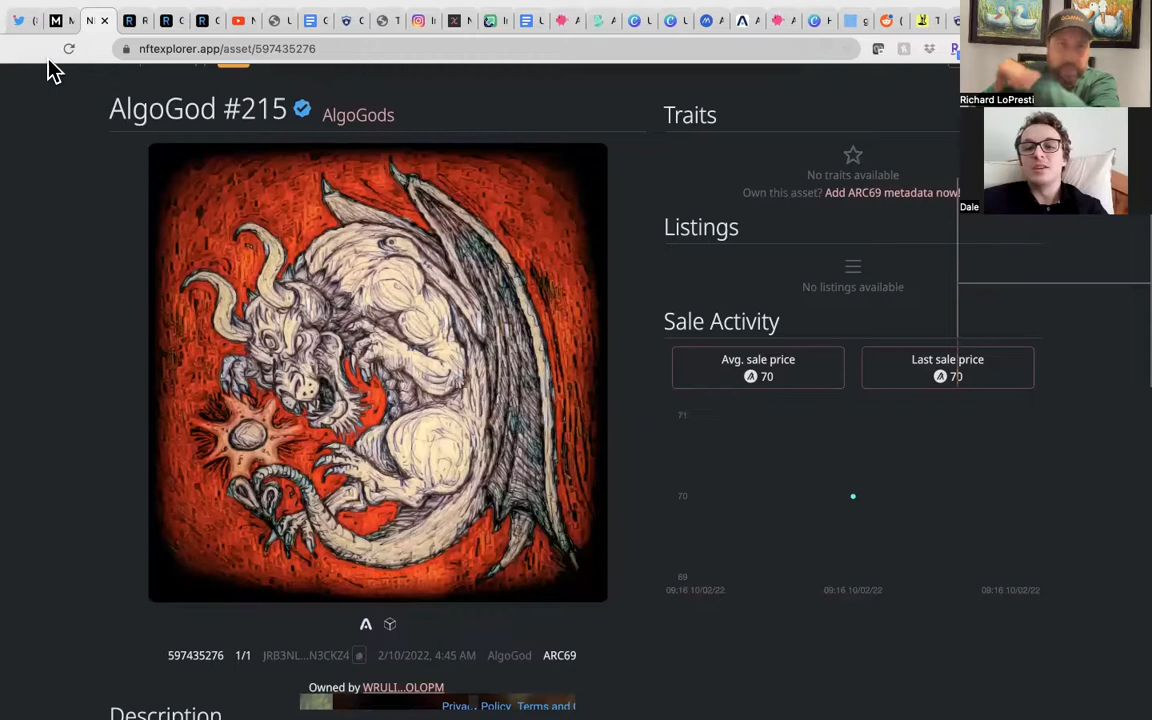 nftexplorer.app/asset/597435276
AlgoGod #215 AlgoGods
Traits
No traits available
Own this asset? Add ARC69 metadata now!
Listings
No listings available
Sale Activity
Avg. sale price
70
Last sale price
70
71
70
69
09:16 10/02/22 09:16 10/02/22 09:16 10/02/22
597435276 1/1 JRB3NL...N3CKZ4 2/10/2022, 4:45 AM AlgoGod ARC69
Owned by WRULI...OLOPM
Description
Richard LoPresti
Dale